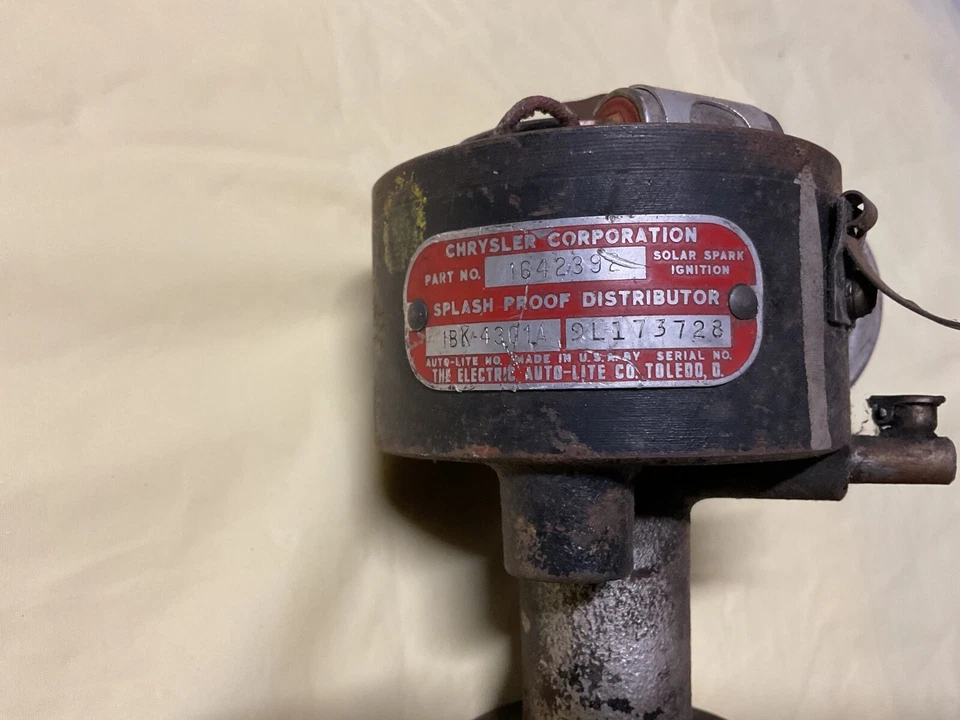 CHRYSLER CORPORATION
PART NO. 1642392 SOLAR SPARK
IGNITION
SPLASH PROOF DISTRIBUTOR
IBK-4301A 9L173728
AUTO-LITE NO. MADE IN U.S.A. BY SERIAL NO.
THE ELECTRIC AUTO-LITE CO. TOLEDO, O.